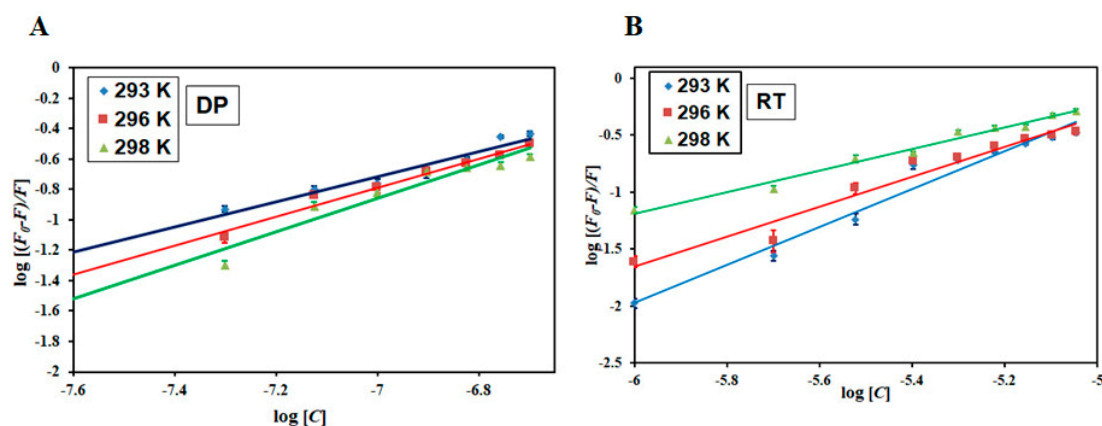 A
0
-0.2
-0.4
-0.6
-0.8
-1
-1.2
-1.4
-1.6
-1.8
-2
log [(F₀-F)/F]
293 K
296 K
298 K
DP
-7.6
-7.4
-7.2
-7
-6.8
log [C]
B
0
-0.5
-1
-1.5
-2
-2.5
log [(F₀-F)/F]
293 K
296 K
298 K
RT
-6
-5.8
-5.6
-5.4
-5.2
-5
log [C]